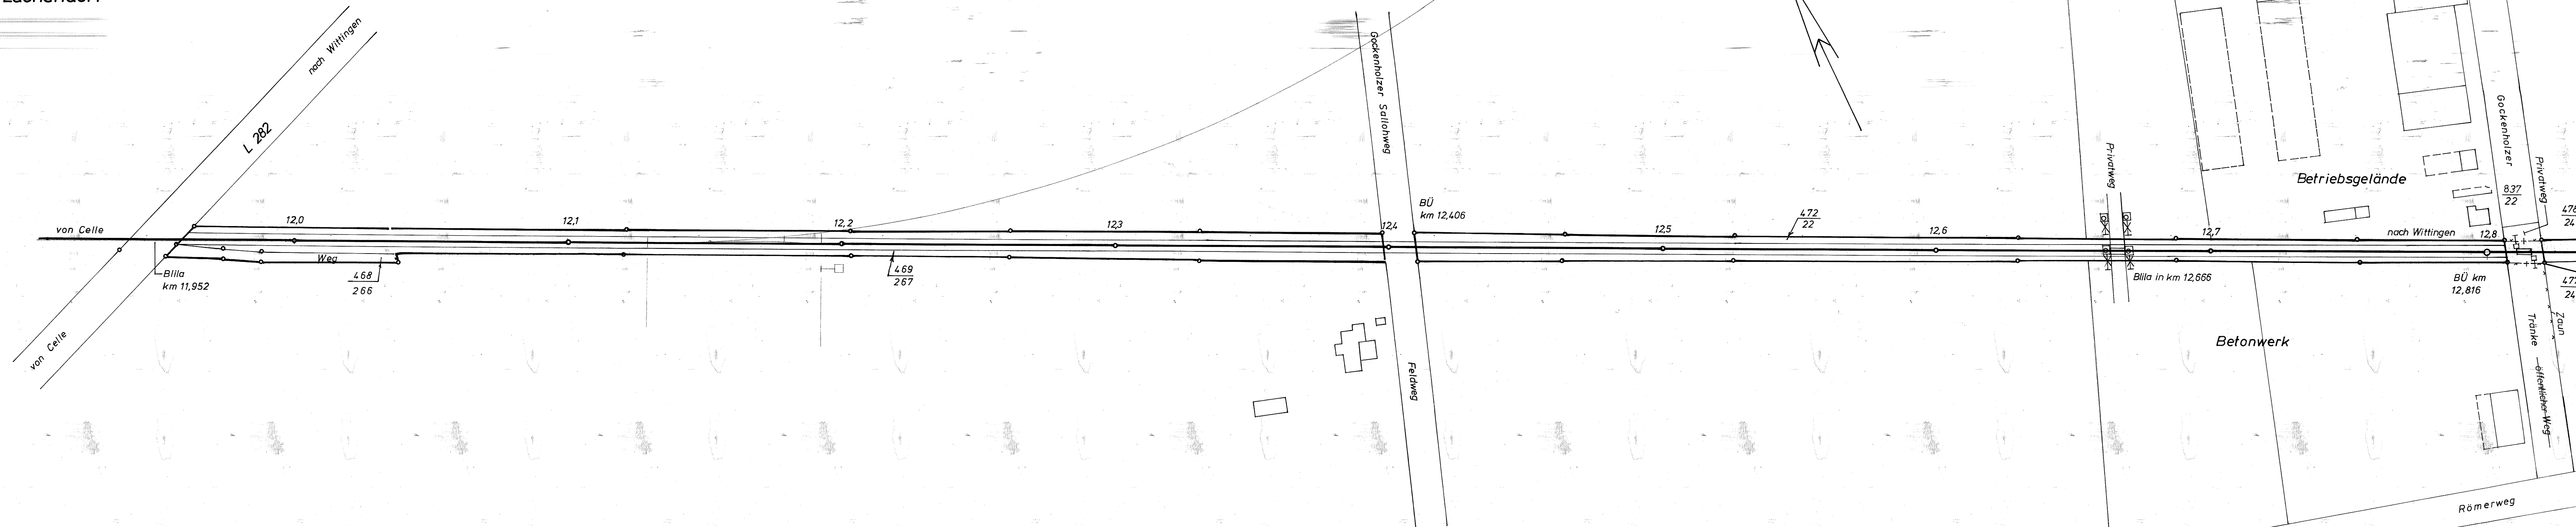 nach Wittingen
L 282
von Celle
von Celle
12,0
12,1
12,2
12,3
12,4
12,5
12,6
12,7
12,8
Blila
km 11,952
Weg
468
266
469
267
Gockenholzer Sallohweg
BÜ
km 12,406
Feldweg
472
22
Privatweg
Blila in km 12,666
Betriebsgelände
Betonwerk
nach Wittingen
BÜ km
12,816
Gockenholzer
Privatweg
837
22
Tränke
Zaun
öffentlicher Weg
Römerweg